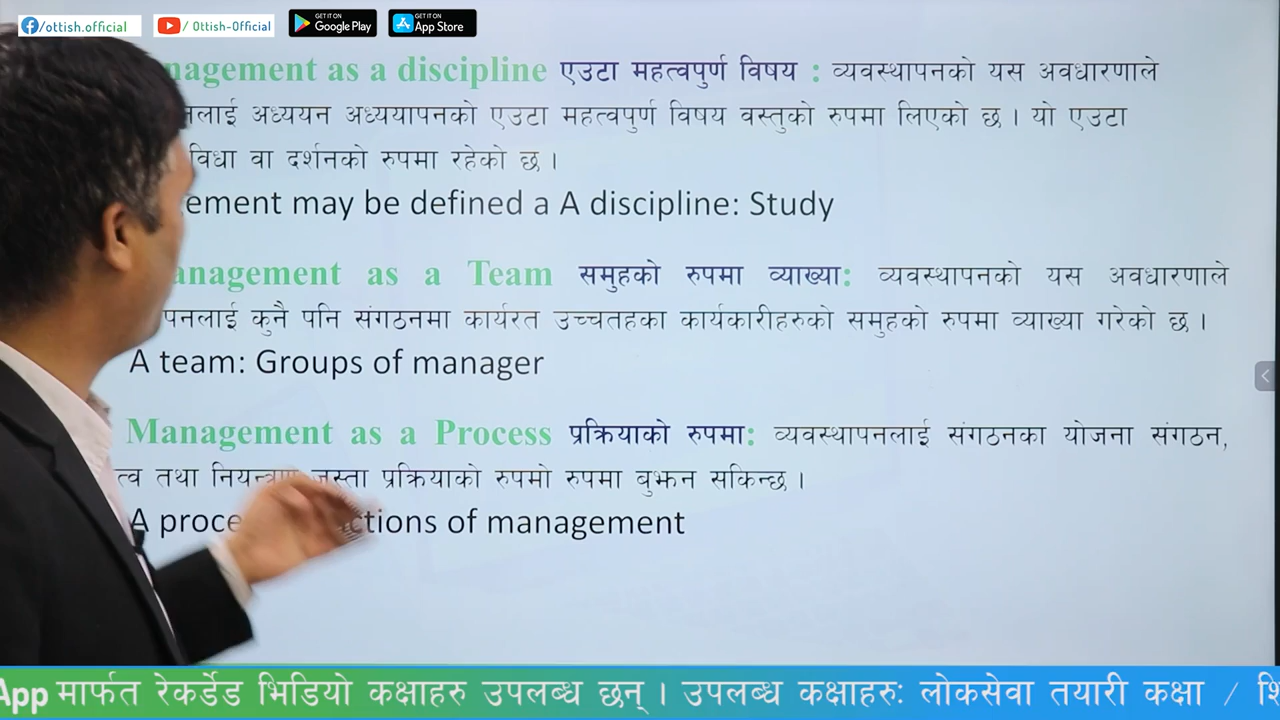 /ottish.official
/ Ottish-Official
GET IT ON
Google Play
GET IT ON
App Store
nagement as a discipline एउटा महत्वपुर्ण विषय : व्यवस्थापनको यस अवधारणाले
नलाई अध्ययन अध्ययापनको एउटा महत्वपुर्ण विषय वस्तुको रुपमा लिएको छ । यो एउटा
विधा वा दर्शनको रुपमा रहेको छ ।
ement may be defined a A discipline: Study
anagement as a Team समुहको रुपमा व्याख्या: व्यवस्थापनको यस अवधारणाले
पनलाई कुनै पनि संगठनमा कार्यरत उच्चतहका कार्यकारीहरुको समुहको रुपमा व्याख्या गरेको छ ।
A team: Groups of manager
Management as a Process प्रक्रियाको रुपमा: व्यवस्थापनलाई संगठनका योजना संगठन,
त्व तथा नियन्त्रण जस्ता प्रक्रियाको रुपमो रुपमा बुझ्न सकिन्छ ।
A proce ctions of management
App मार्फत रेकर्डेड भिडियो कक्षाहरु उपलब्ध छन् । उपलब्ध कक्षाहरुः लोकसेवा तयारी कक्षा / शि